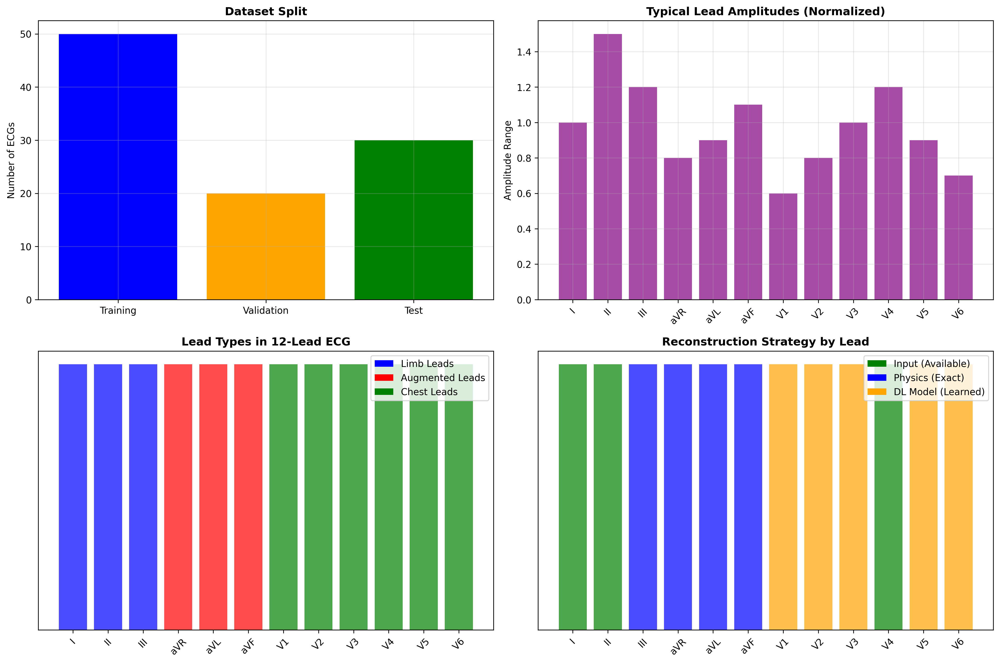 Dataset Split
Number of ECGs
50
40
30
20
10
0
Training
Validation
Test
Typical Lead Amplitudes (Normalized)
Amplitude Range
1.4
1.2
1.0
0.8
0.6
0.4
0.2
0.0
I
II
III
aVR
aVL
aVF
V1
V2
V3
V4
V5
V6
Lead Types in 12-Lead ECG
Limb Leads
Augmented Leads
Chest Leads
I
II
III
aVR
aVL
aVF
V1
V2
V3
V4
V5
V6
Reconstruction Strategy by Lead
Input (Available)
Physics (Exact)
DL Model (Learned)
I
II
III
aVR
aVL
aVF
V1
V2
V3
V4
V5
V6